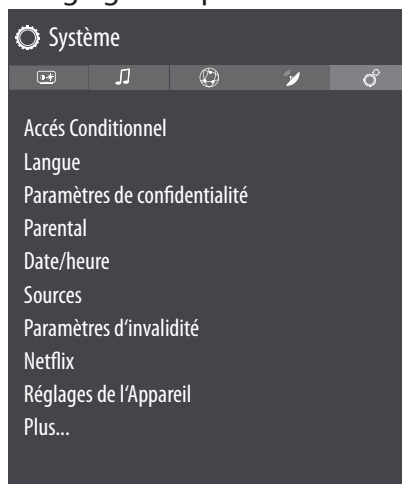 Système
Accés Conditionnel
Langue
Paramètres de confidentialité
Parental
Date/heure
Sources
Paramètres d‘invalidité
Netflix
Réglages de l‘Appareil
Plus...